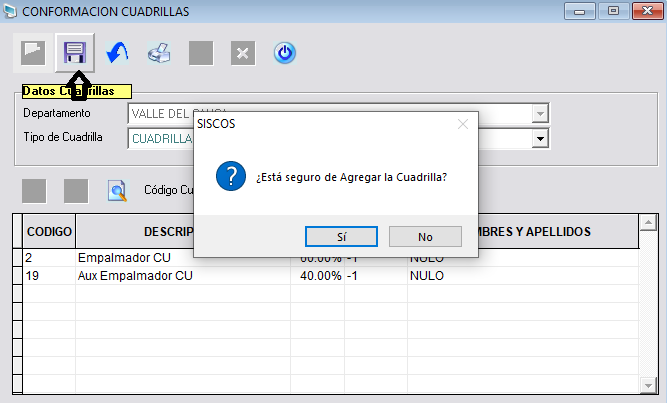 CONFORMACION CUADRILLAS
Datos Cuadrillas
Departamento
VALLE DEL
SISCOS
Tipo de Cuadrilla
CUADRILLA
¿Está seguro de Agregar la Cuadrilla?
Código Cu
Sí
No
CODIGO
DESCRIP
MBRES Y APELLIDOS
2
Empalmador CU
60.00%
-1
NULO
19
Aux Empalmador CU
40.00%
-1
NULO